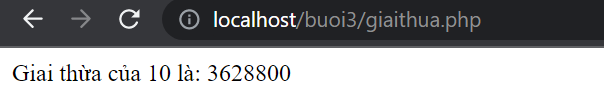 localhost/buoi3/giaithua.php
Giai thừa của 10 là: 3628800